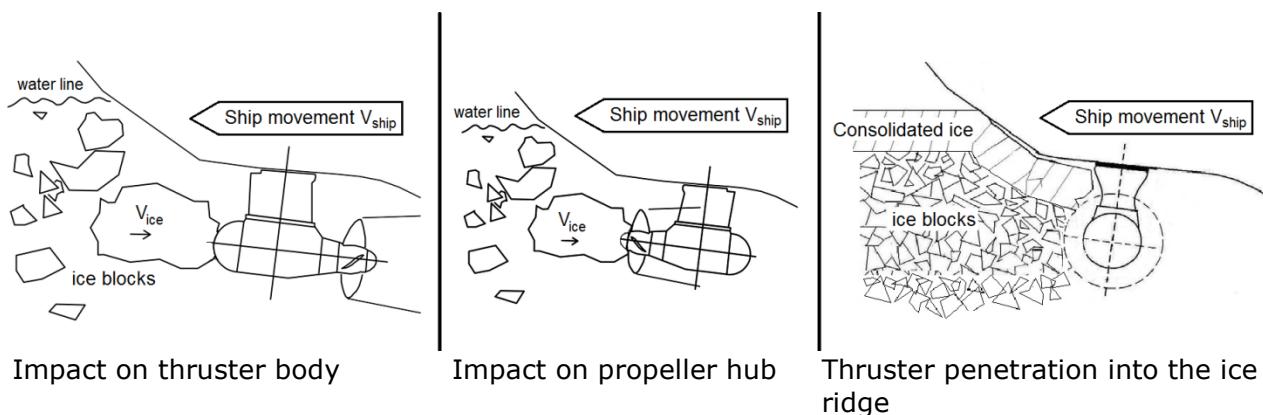 water line
Ship movement Vship
Vice
ice blocks
Impact on thruster body
water line
Ship movement Vship
Vice
Impact on propeller hub
Ship movement Vship
Consolidated ice
ice blocks
Thruster penetration into the ice
ridge